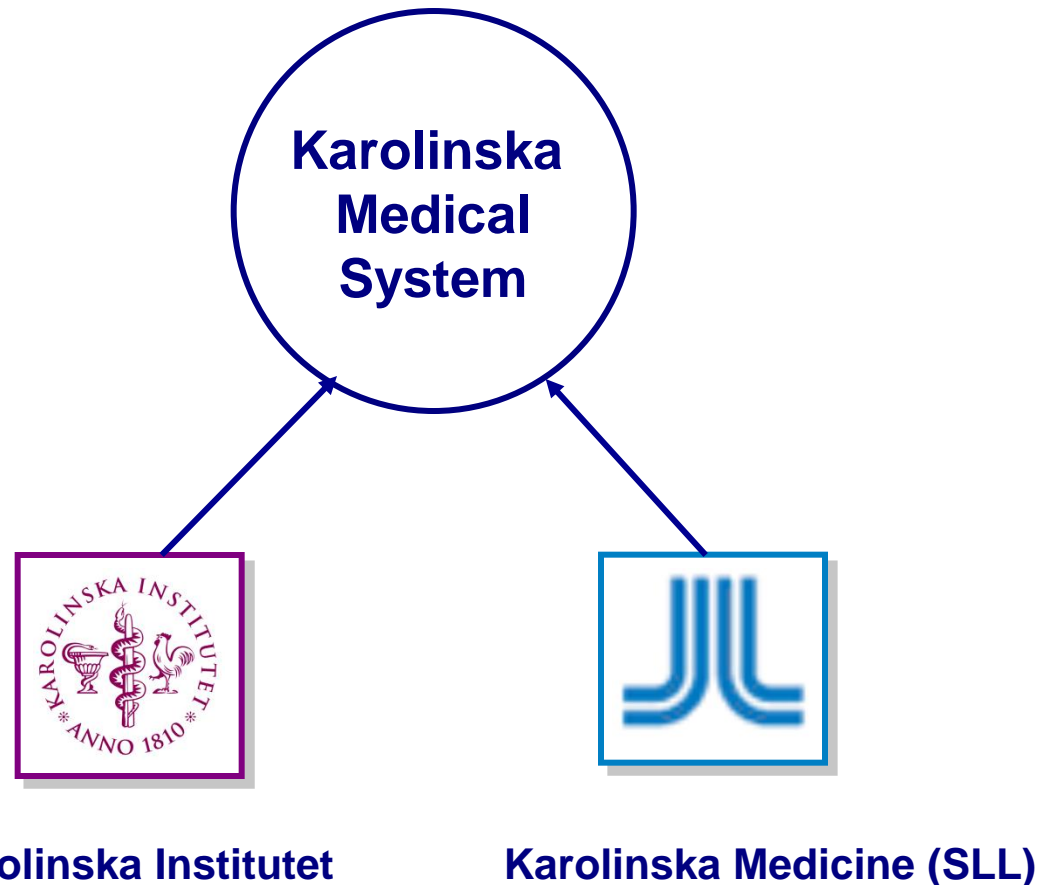 Karolinska
Medical
System
KAROLINSKA INSTITUTET
* ANNO 1810 *
olinska Institutet
Karolinska Medicine (SLL)